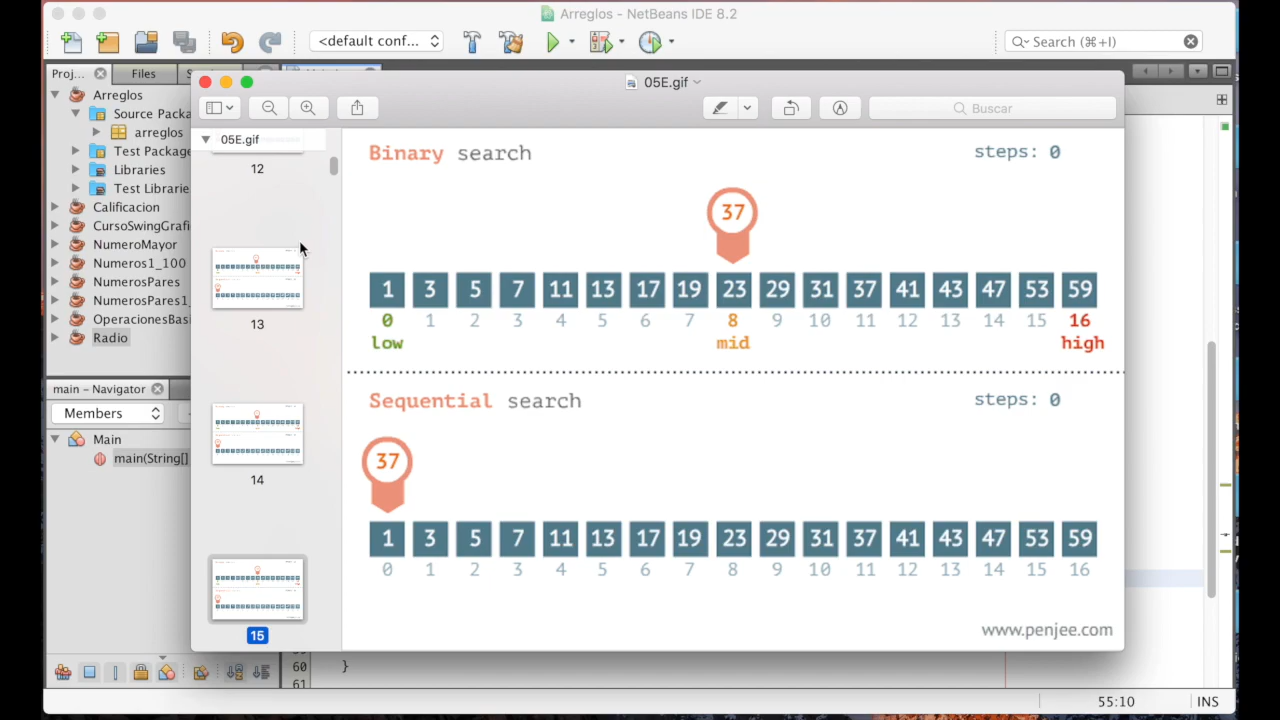 Arreglos - NetBeans IDE 8.2
<default conf...
Search (⌘+I)
Proj...
Files
Arreglos
Source Packa
arreglos
Test Package
Libraries
Test Librarie
Calificacion
CursoSwingGrafi
NumeroMayor
Numeros1_100
NumerosPares
NumerosPares1_
OperacionesBasi
Radio
main - Navigator
Members
Main
main(String[]
05E.gif
Buscar
05E.gif
12
13
14
15
Binary search
steps: 0
37
1 3 5 7 11 13 17 19 23 29 31 37 41 43 47 53 59
0 1 2 3 4 5 6 7 8 9 10 11 12 13 14 15 16
low mid high
Sequential search
steps: 0
37
1 3 5 7 11 13 17 19 23 29 31 37 41 43 47 53 59
0 1 2 3 4 5 6 7 8 9 10 11 12 13 14 15 16
www.penjee.com
60 }
61
55:10
INS